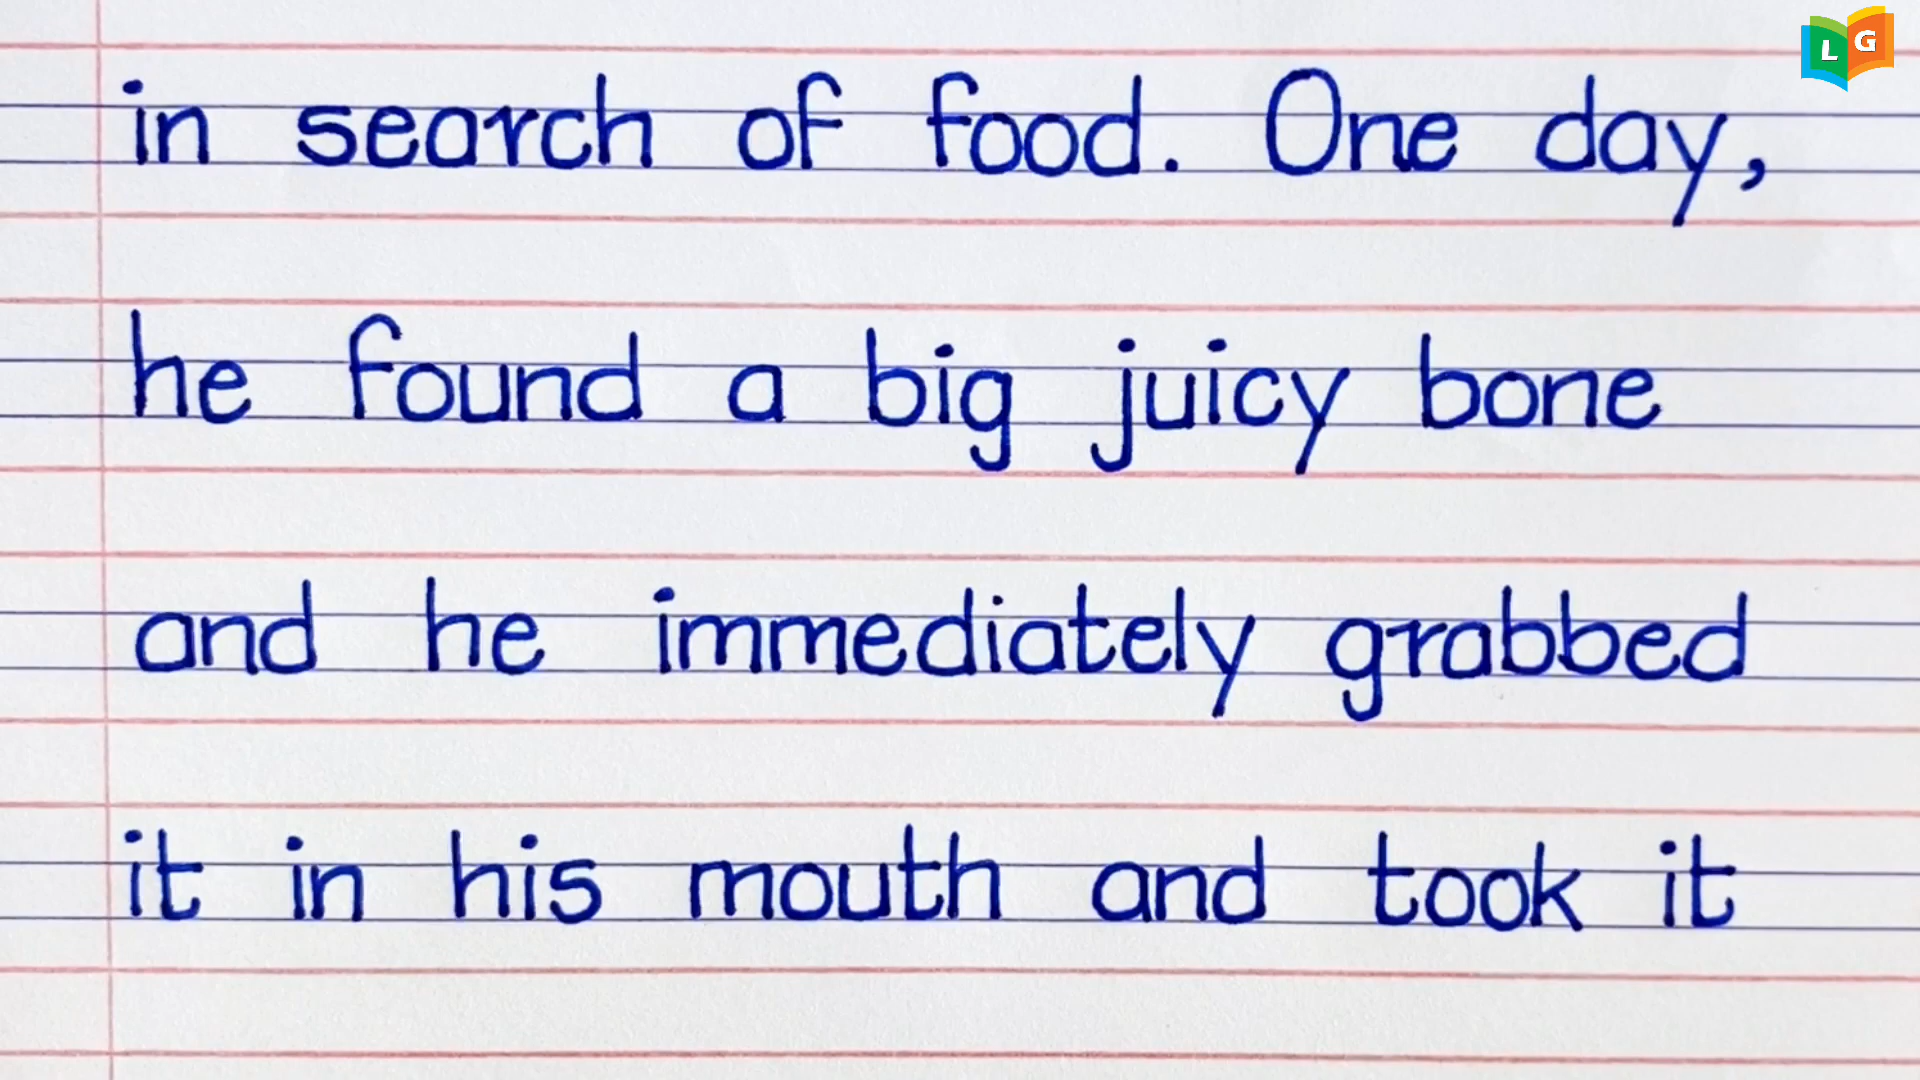 L G
in search of food. One day,
he found a big juicy bone
and he immediately grabbed
it in his mouth and took it